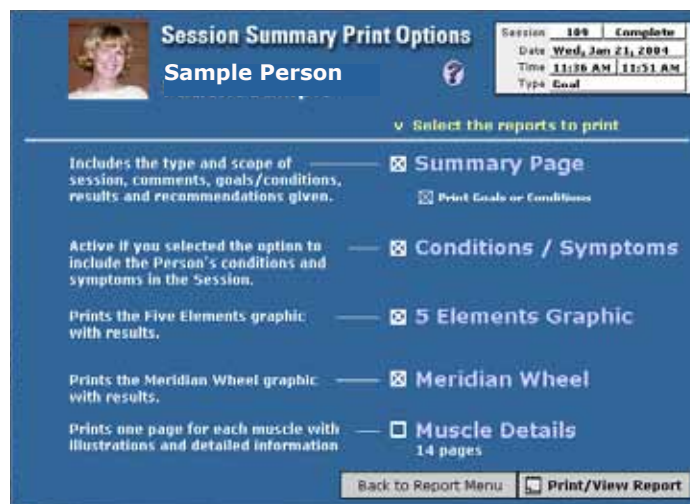 Session Summary Print Options
Sample Person
?
Session 109 Complete
Date Wed, Jan 21, 2004
Time 11:36 AM 11:51 AM
Type Goal
v Select the reports to print
Includes the type and scope of
session, comments, goals/conditions,
results and recommendations given.
Summary Page
Print Goals or Conditions
Active if you selected the option to
include the Person's conditions and
symptoms in the Session.
Conditions / Symptoms
Prints the Five Elements graphic
with results.
5 Elements Graphic
Prints the Meridian Wheel graphic
with results.
Meridian Wheel
Prints one page for each muscle with
illustrations and detailed information
Muscle Details
14 pages
Back to Report Menu
Print/View Report